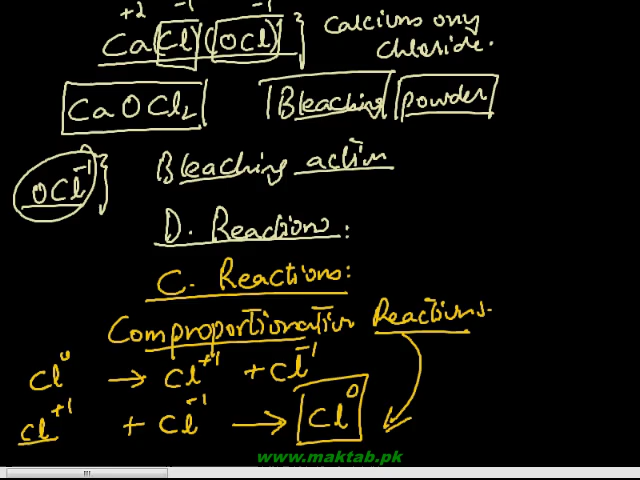 +2 -1 -1
Ca(Cl)(OCl)} Calcium oxy
chloride.
CaOCl₂ Bleaching powder
OCl⁻¹} Bleaching action
D. Reactions:
C. Reactions:
Comproportionation Reactions.
Cl⁰ → Cl⁺¹ + Cl⁻¹
Cl⁺¹ + Cl⁻¹ → Cl⁰
www.maktab.pk